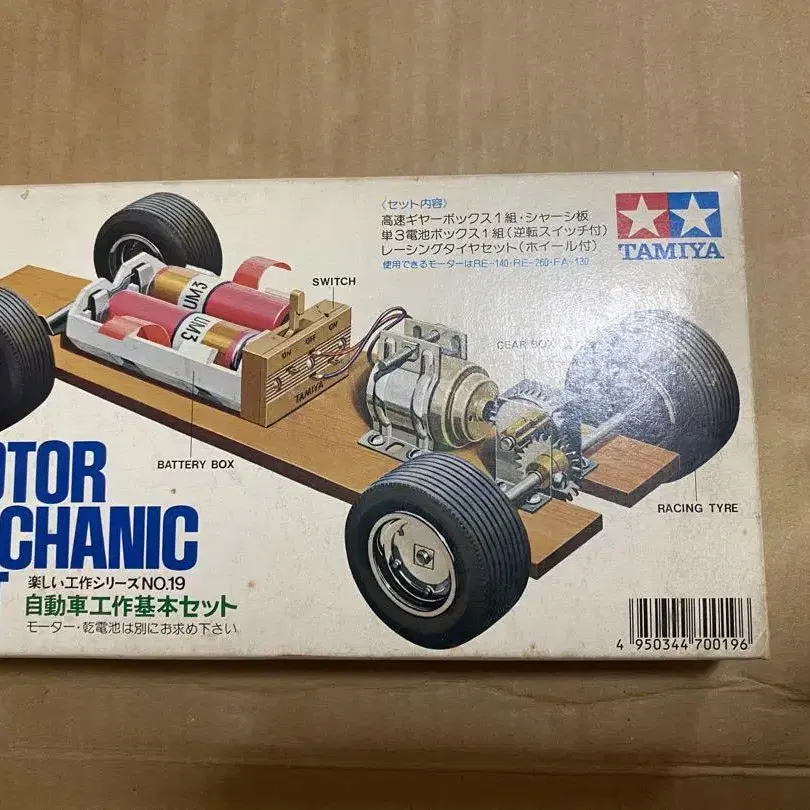 〈セット内容〉
高速ギヤーボックス1組・シャーシ板
単3電池ボックス1組(逆転スイッチ付)
レーシングタイヤセット(ホイール付)
使用できるモーターはRE-140・RE-260・FA-130
TAMIYA
SWITCH
UM3
UM3
ON OFF ON
TAMIYA
GEAR BOX
BATTERY BOX
RACING TYRE
OTOR
CHANIC
T
楽しい工作シリーズNO.19
自動車工作基本セット
モーター・乾電池は別にお求め下さい
4 950344 700196